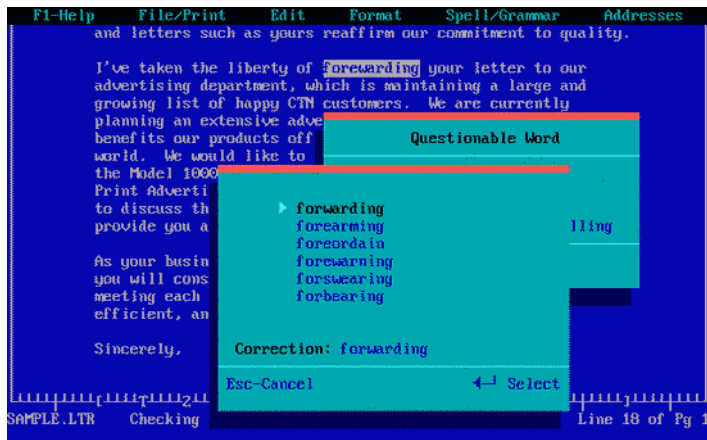 F1-Help File/Print Edit Format Spell/Grammar Addresses
and letters such as yours reaffirm our commitment to quality.
I've taken the liberty of forewarding your letter to our
advertising department, which is maintaining a large and
growing list of happy CTN customers. We are currently
planning an extensive adve
benefits our products off
world. We would like to
the Model 1000
Print Adverti
to discuss th
provide you a
As your busin
you will cons
meeting each
efficient, an
Sincerely,
Questionable Word
lling
forwarding
forearming
foreordain
forewarning
forswearing
forbearing
Correction: forwarding
Esc-Cancel Select
SAMPLE.LTR Checking Line 18 of Pg 1